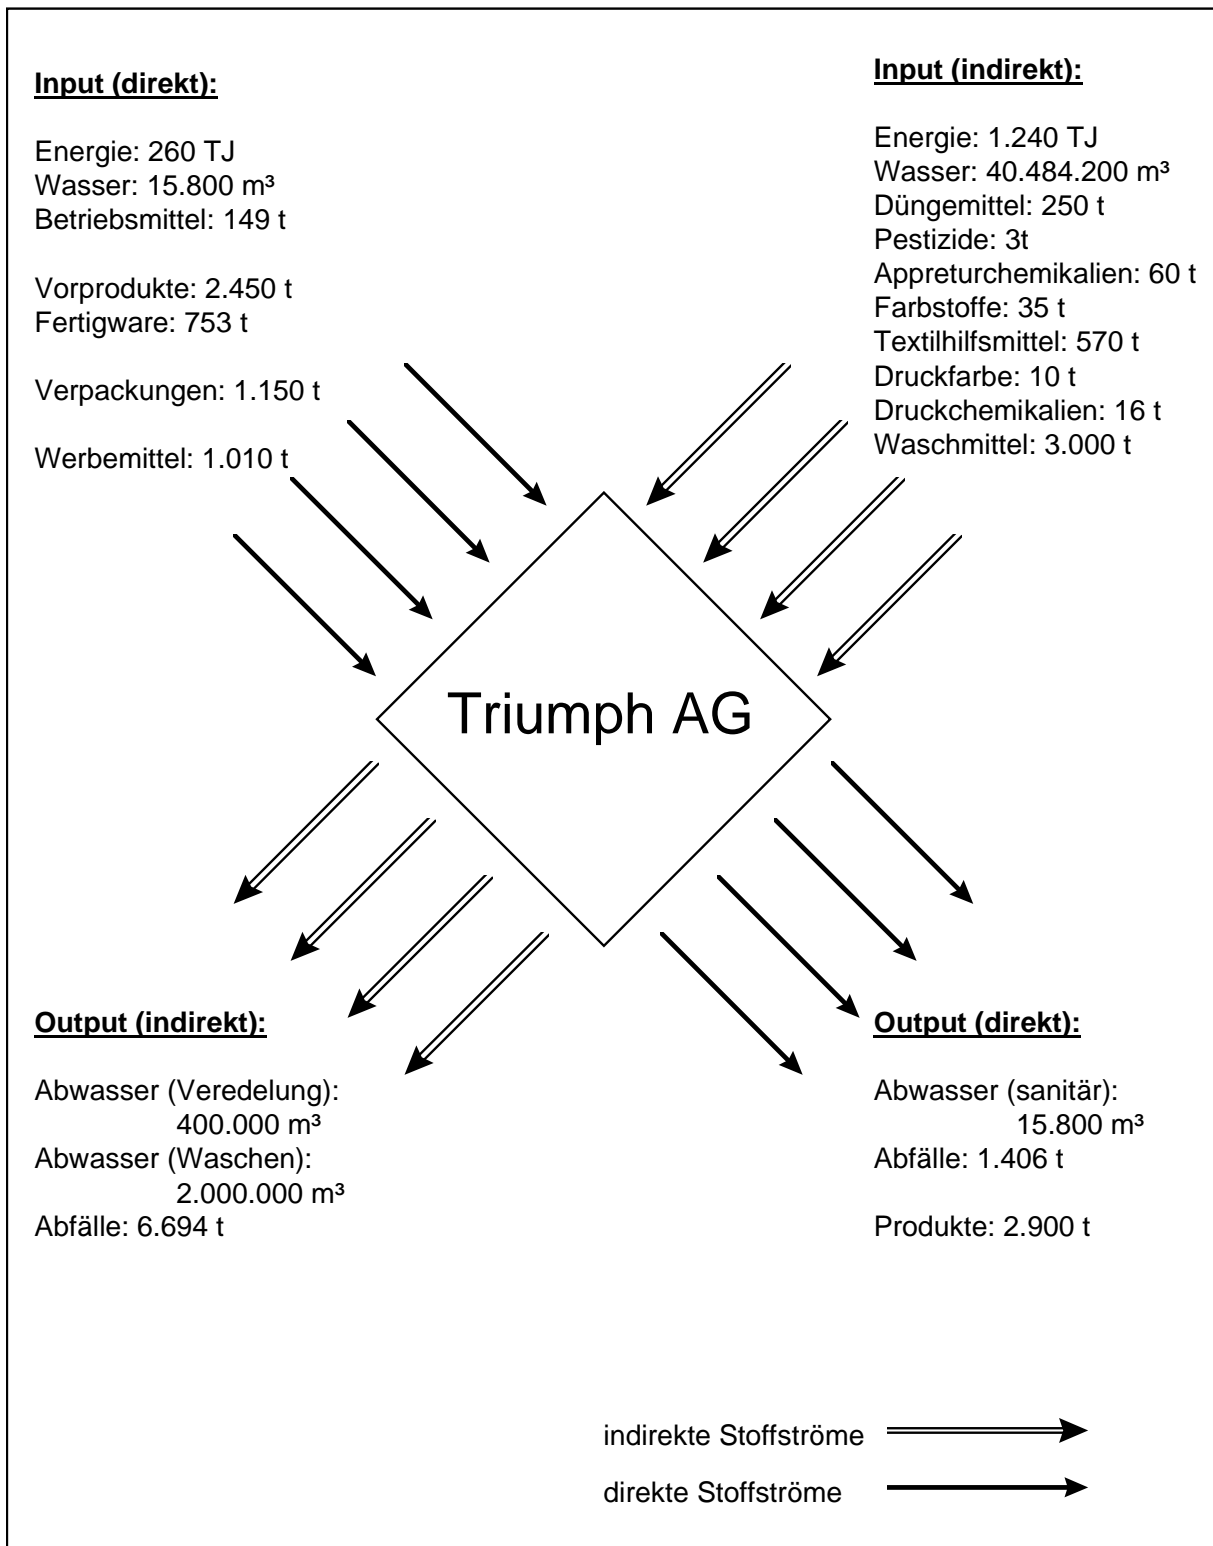 Input (direkt):
Energie: 260 TJ
Wasser: 15.800 m³
Betriebsmittel: 149 t
Vorprodukte: 2.450 t
Fertigware: 753 t
Verpackungen: 1.150 t
Werbemittel: 1.010 t
Input (indirekt):
Energie: 1.240 TJ
Wasser: 40.484.200 m³
Düngemittel: 250 t
Pestizide: 3t
Appreturchemikalien: 60 t
Farbstoffe: 35 t
Textilhilfsmittel: 570 t
Druckfarbe: 10 t
Druckchemikalien: 16 t
Waschmittel: 3.000 t
Triumph AG
Output (indirekt):
Abwasser (Veredelung):
400.000 m³
Abwasser (Waschen):
2.000.000 m³
Abfälle: 6.694 t
Output (direkt):
Abwasser (sanitär):
15.800 m³
Abfälle: 1.406 t
Produkte: 2.900 t
indirekte Stoffströme
direkte Stoffströme